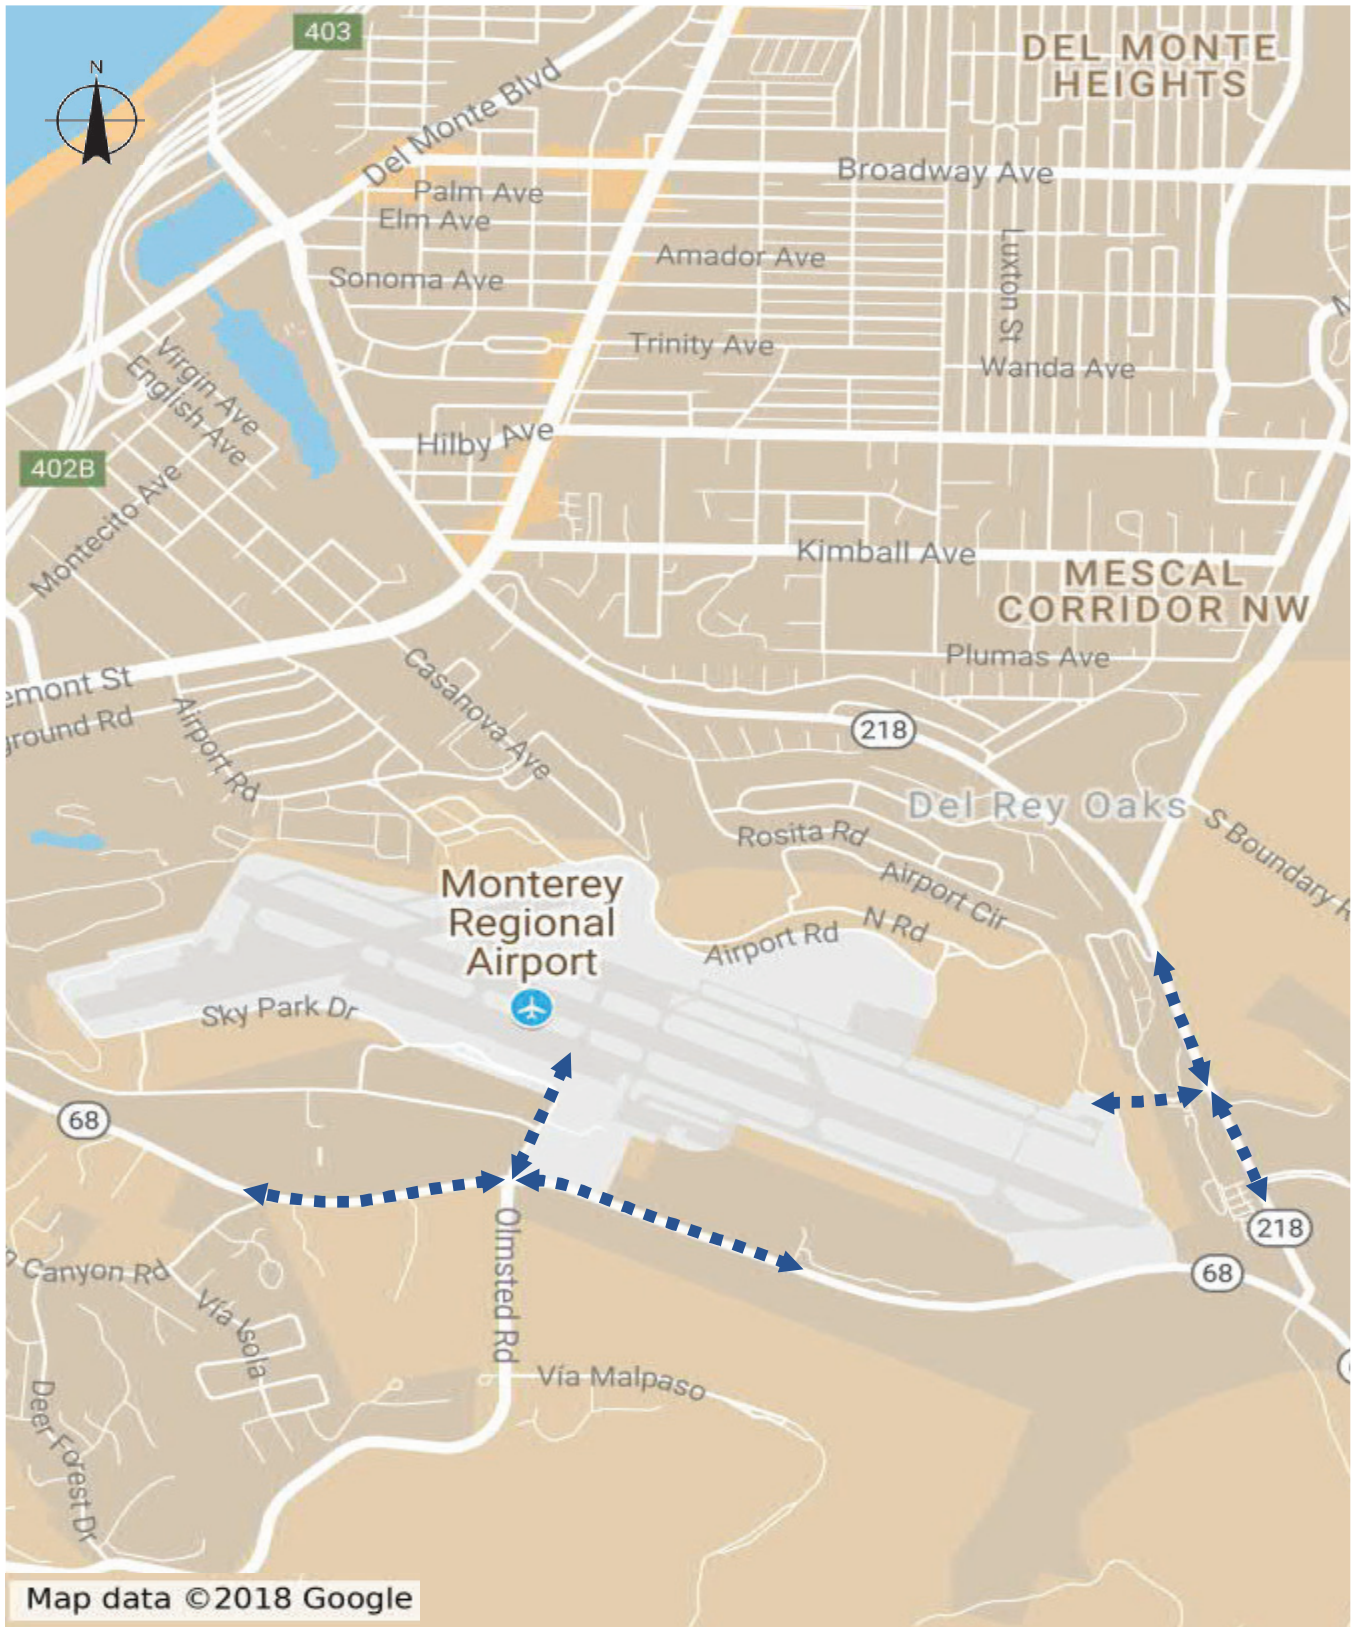 403
DEL MONTE
HEIGHTS
N
Del Monte Blvd
Broadway Ave
Palm Ave
Elm Ave
Luxton St
Amador Ave
Sonoma Ave
Trinity Ave
Virgin Ave
English Ave
Wanda Ave
Hilby Ave
402B
Montecito Ave
Kimball Ave
MESCAL
CORRIDOR NW
Plumas Ave
emont St
Casanova Ave
ground Rd
Airport Rd
218
Del Rey Oaks
S Boundary R
Rosita Rd
Airport Cir
Monterey
Regional
Airport
N Rd
Airport Rd
Sky Park Dr
68
218
68
Olmsted Rd
n Canyon Rd
Vía Isola
Vía Malpaso
Deer Forest Dr
Map data ©2018 Google